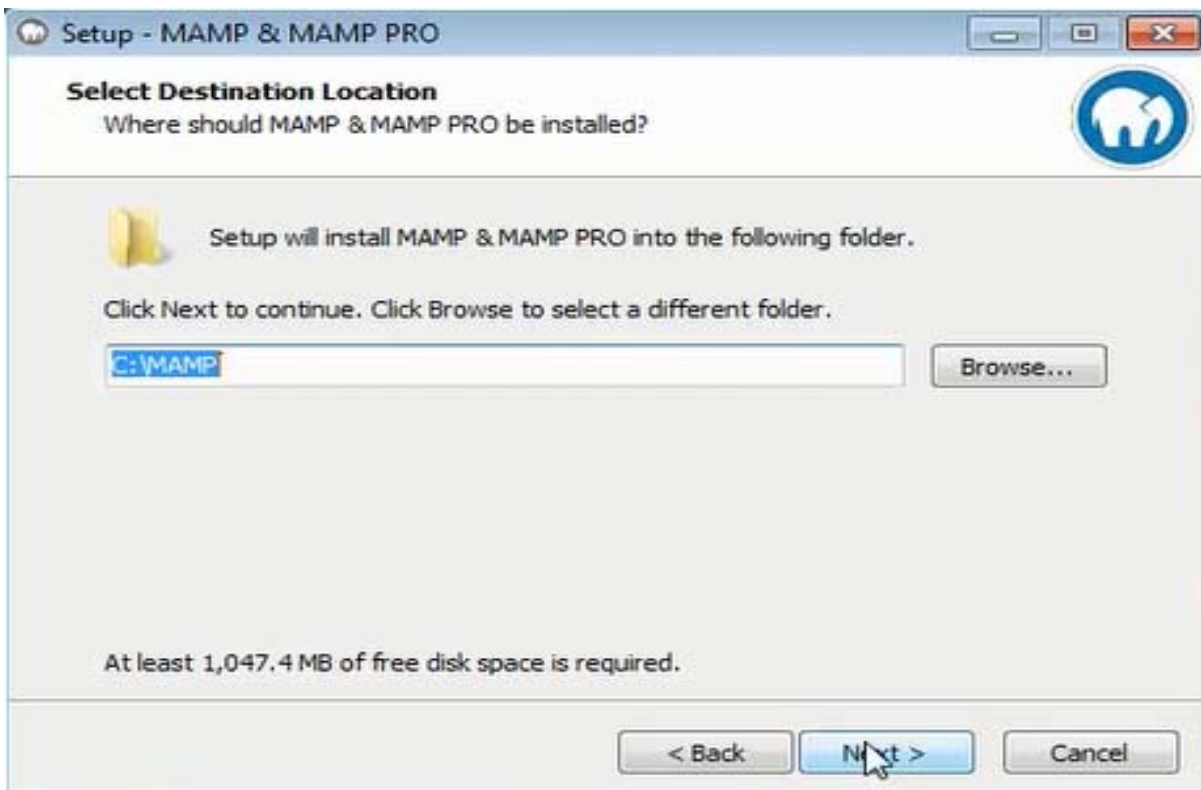 Setup - MAMP & MAMP PRO
Select Destination Location
Where should MAMP & MAMP PRO be installed?
Setup will install MAMP & MAMP PRO into the following folder.
Click Next to continue. Click Browse to select a different folder.
C:\MAMP
Browse...
At least 1,047.4 MB of free disk space is required.
< Back
Next >
Cancel